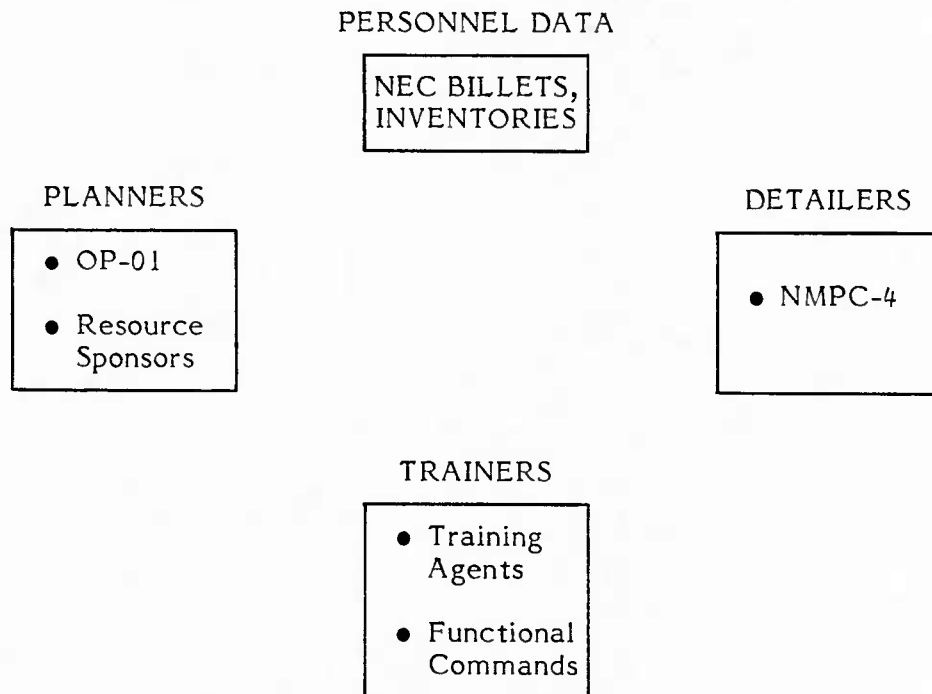 PERSONNEL DATA
NEC BILLETS,
INVENTORIES
PLANNERS
● OP-01
● Resource
Sponsors
DETAILERS
● NMPC-4
TRAINERS
● Training
Agents
● Functional
Commands